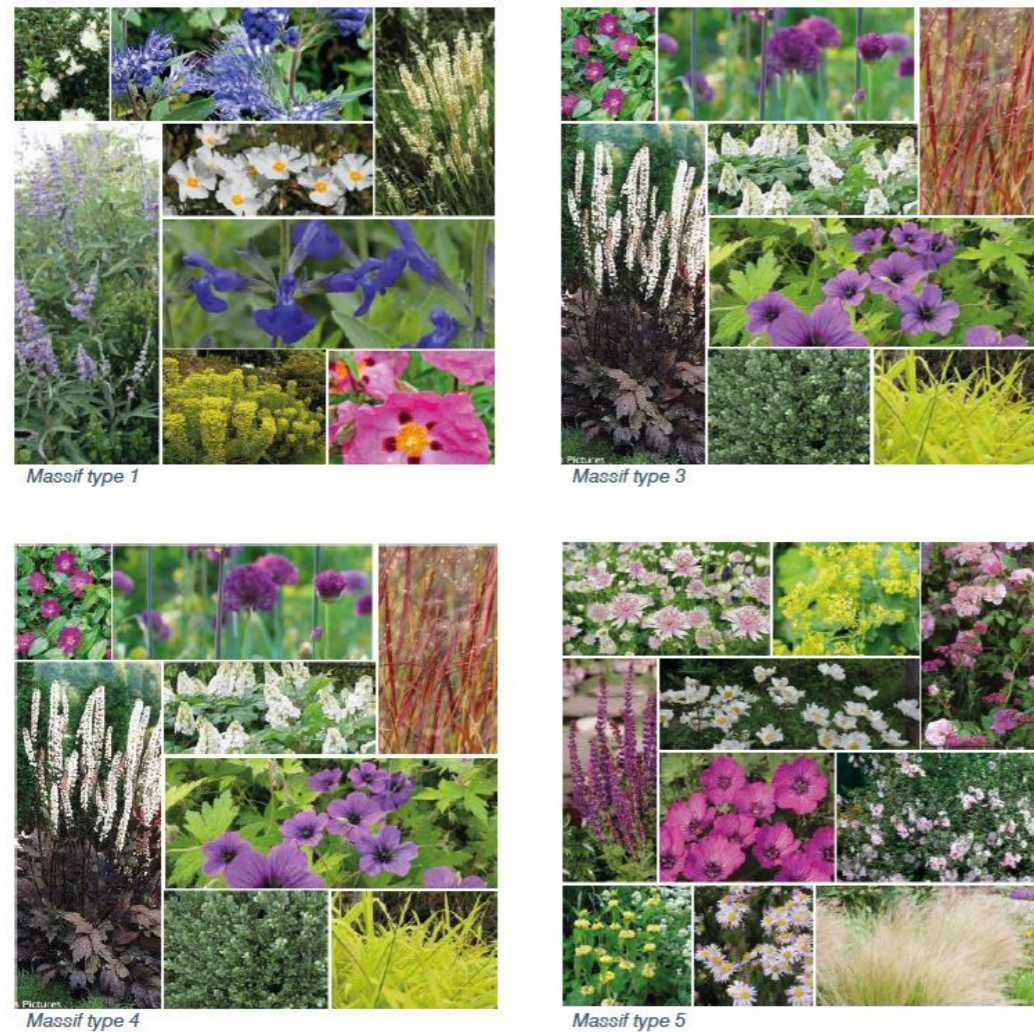 Massif type 1
Pictures
Massif type 3
s Pictures
Massif type 4
Massif type 5